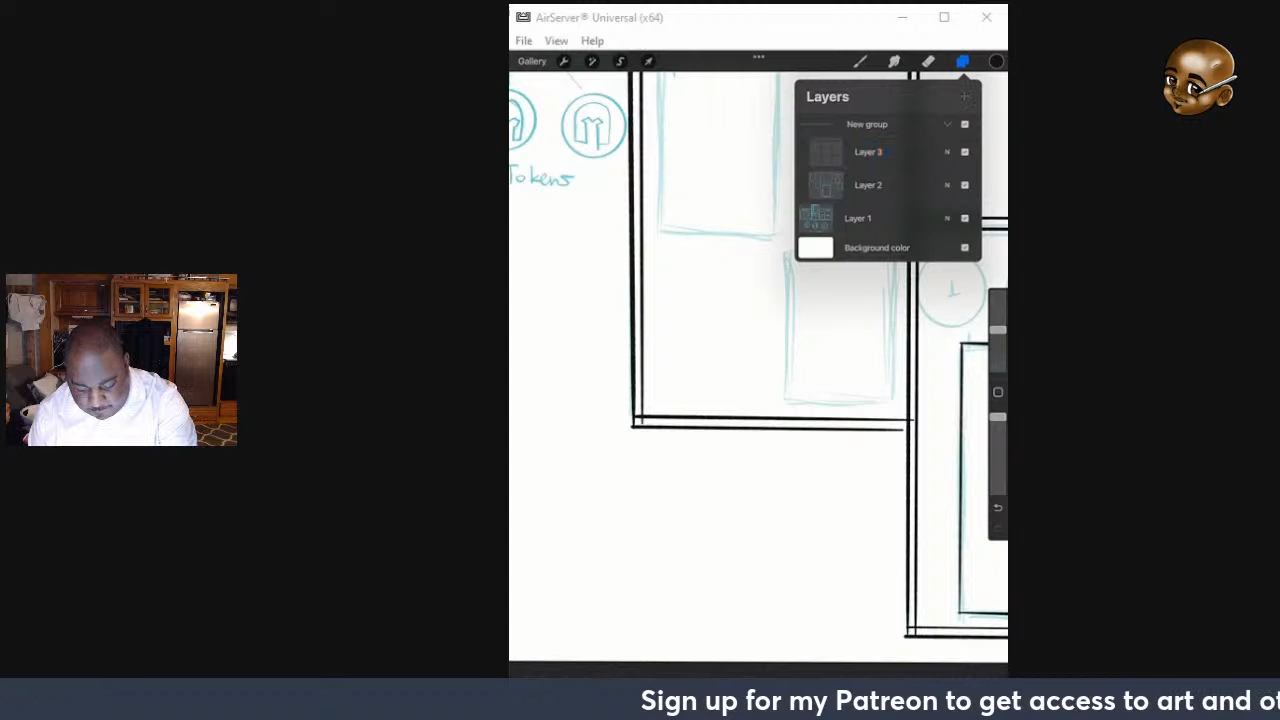 AirServer® Universal (x64)
File View Help
Gallery
Layers
New group
Layer 3 N
Layer 2 N
Layer 1 N
Background color
Tokens
1
Sign up for my Patreon to get access to art and ot